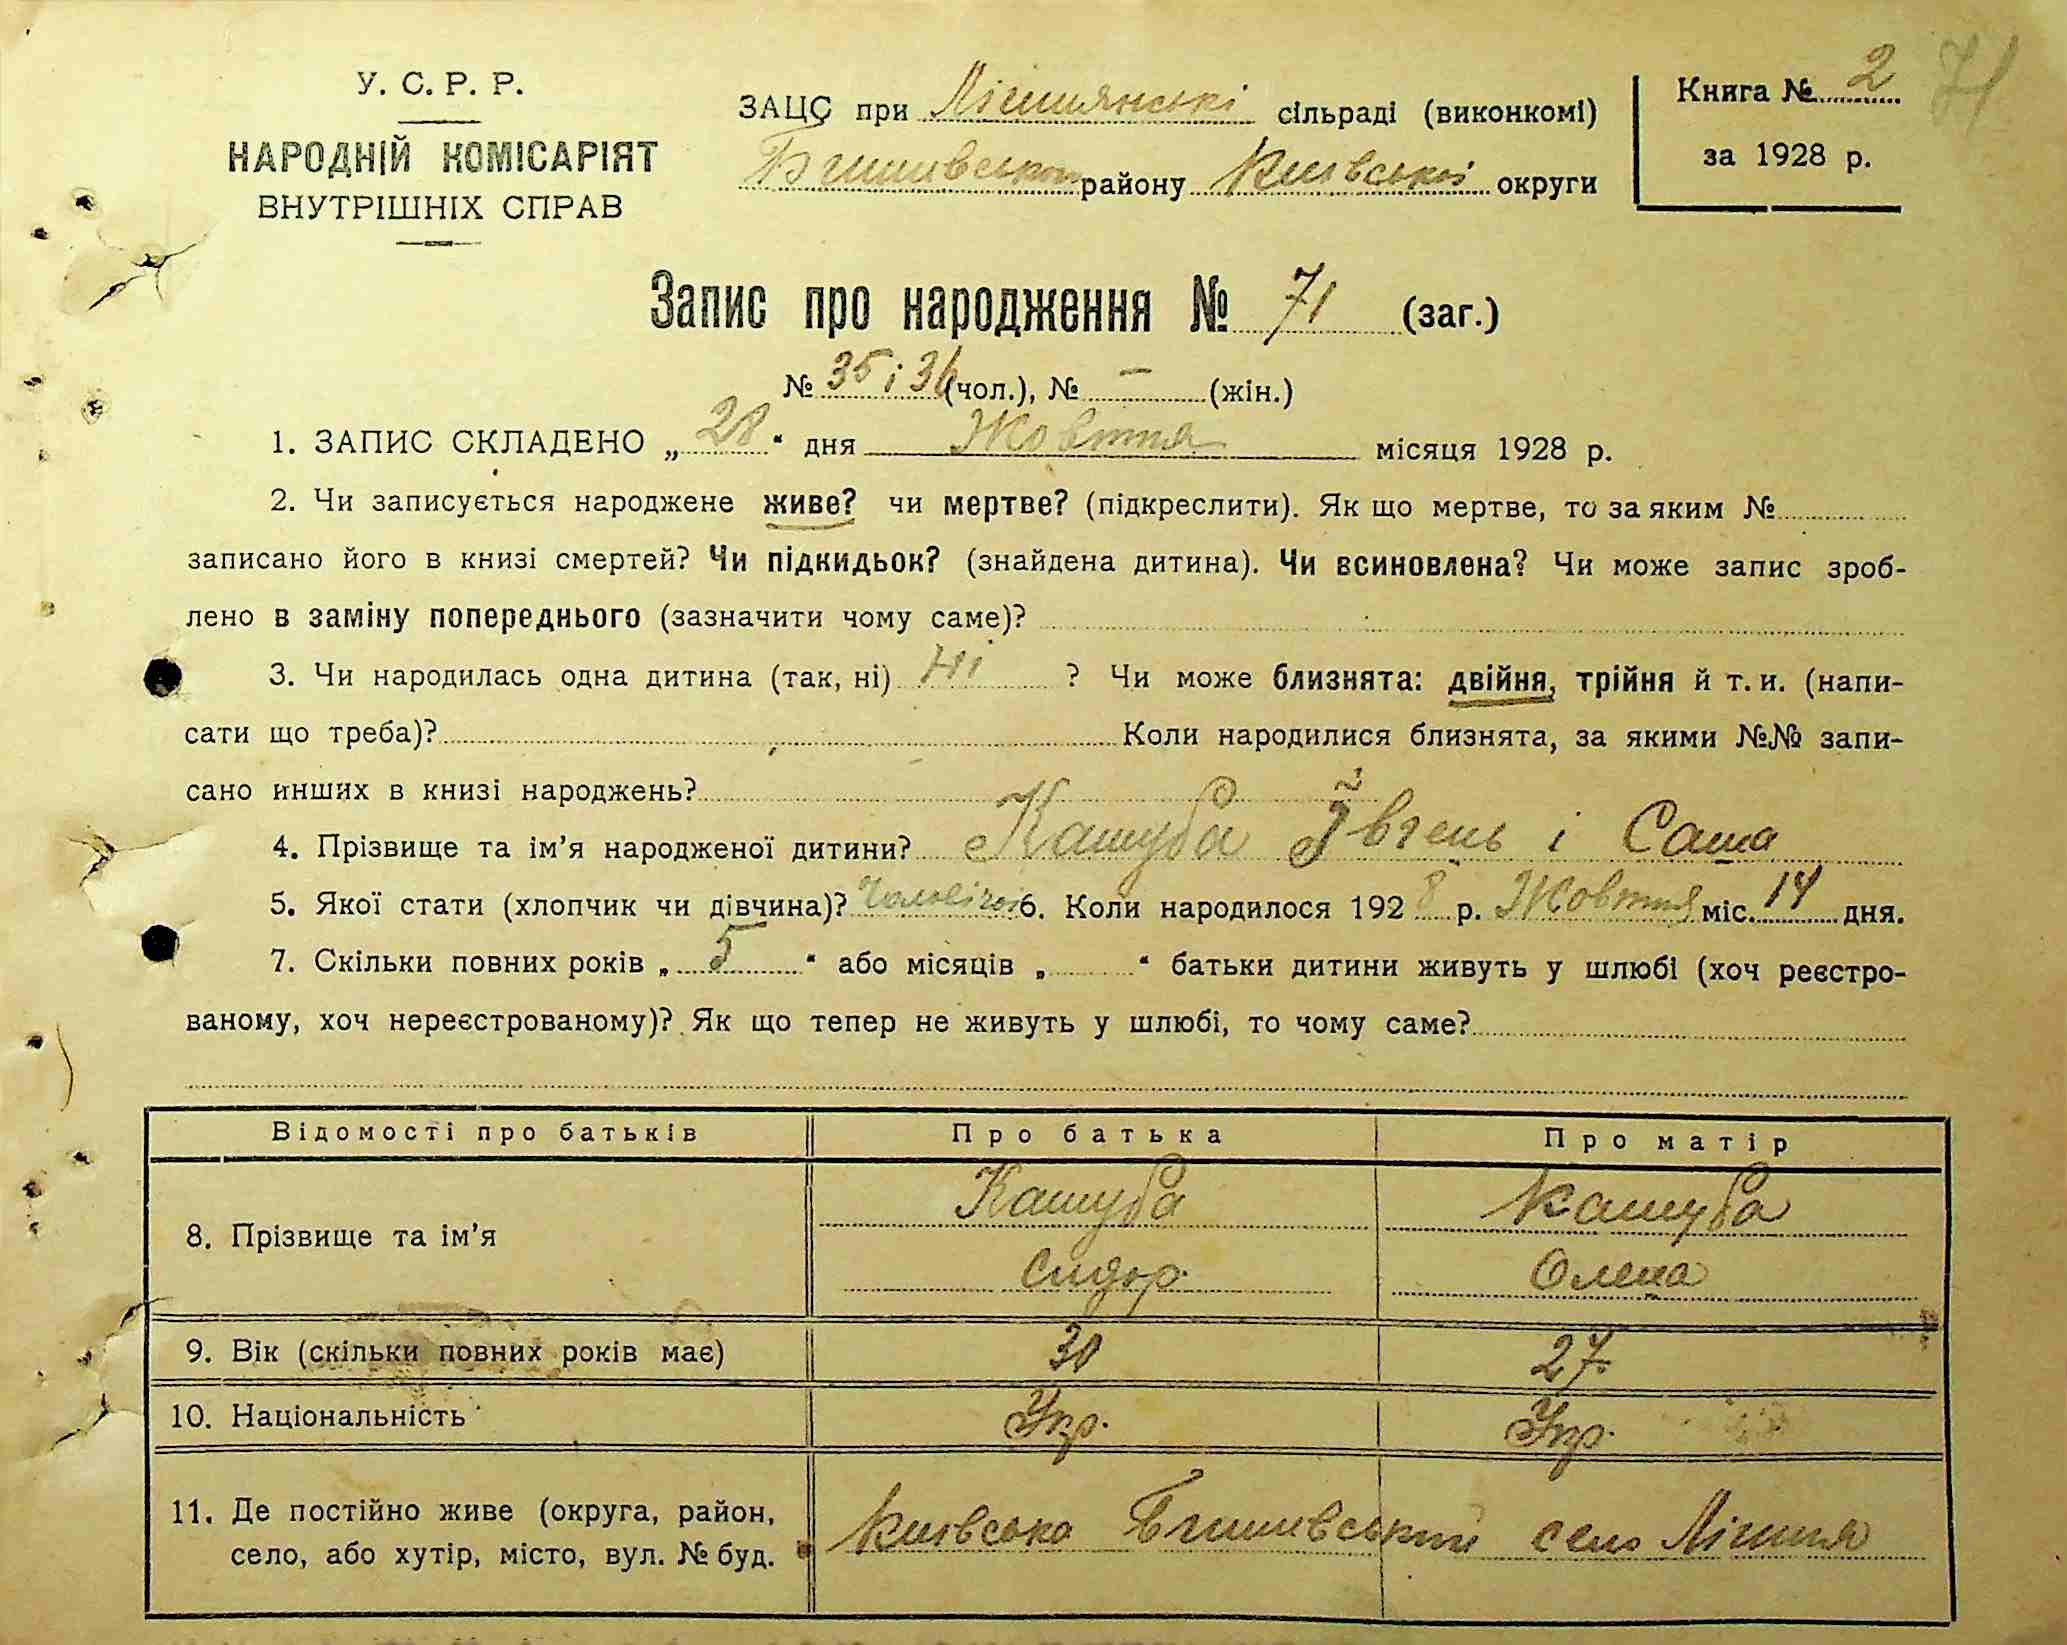 У. С. Р. Р.
НАРОДНІЙ КОМІСАРІЯТ
ВНУТРІШНІХ СПРАВ
ЗАЦС при Лішнянські сільраді (виконкомі)
Бишівського району Київської округи
Книга № 2
за 1928 р.
71
Запис про народження № 71 (заг.)
№ 35 і 36 (чол.), № — (жін.)
1. ЗАПИС СКЛАДЕНО „28“ дня Жовтня місяця 1928 р.
2. Чи записується народжене живе? чи мертве? (підкреслити). Як що мертве, то за яким №
записано його в книзі смертей? Чи підкидьок? (знайдена дитина). Чи всиновлена? Чи може запис зроб-
лено в заміну попереднього (зазначити чому саме)?
3. Чи народилась одна дитина (так, ні) Ні ? Чи може близнята: двійня, трійня й т. и. (напи-
сати що треба)? Коли народилися близнята, за якими №№ запи-
сано инших в книзі народжень?
4. Прізвище та ім'я народженої дитини? Кашуба Івгень і Саша
5. Якої стати (хлопчик чи дівчина)? Чоловічої 6. Коли народилося 1928 р. Жовтня міс. 14 дня.
7. Скільки повних років „5“ або місяців „ “ батьки дитини живуть у шлюбі (хоч реєстро-
ваному, хоч нереєстрованому)? Як що тепер не живуть у шлюбі, то чому саме?
Відомості про батьків Про батька Про матір
8. Прізвище та ім'я Кашуба Кашуба
Сидор. Олена
9. Вік (скільки повних років має) 30 27.
10. Національність Укр. Укр.
11. Де постійно живе (округа, район,
село, або хутір, місто, вул. № буд. Київська Бишивський село Лішня